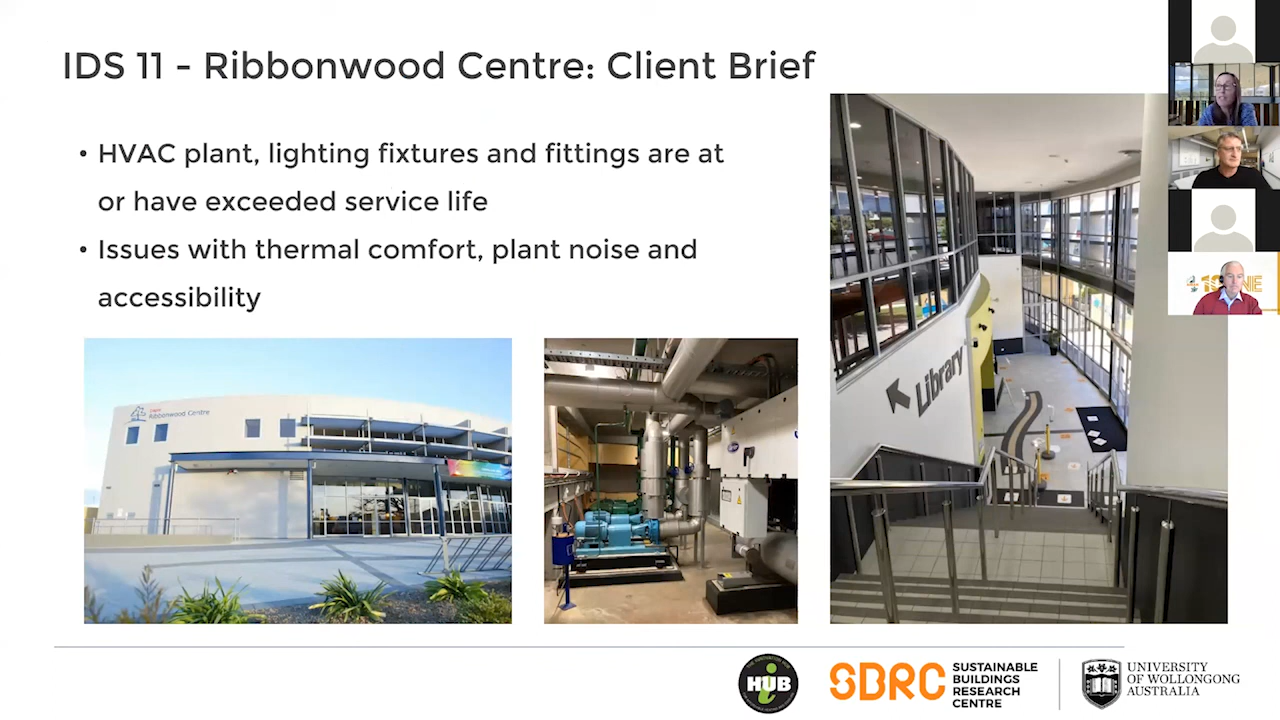 IDS 11 - Ribbonwood Centre: Client Brief
• HVAC plant, lighting fixtures and fittings are at
or have exceeded service life
• Issues with thermal comfort, plant noise and
accessibility
Ribbonwood Centre
Library
iHUB
SBRC
SUSTAINABLE
BUILDINGS
RESEARCH
CENTRE
UNIVERSITY
OF WOLLONGONG
AUSTRALIA